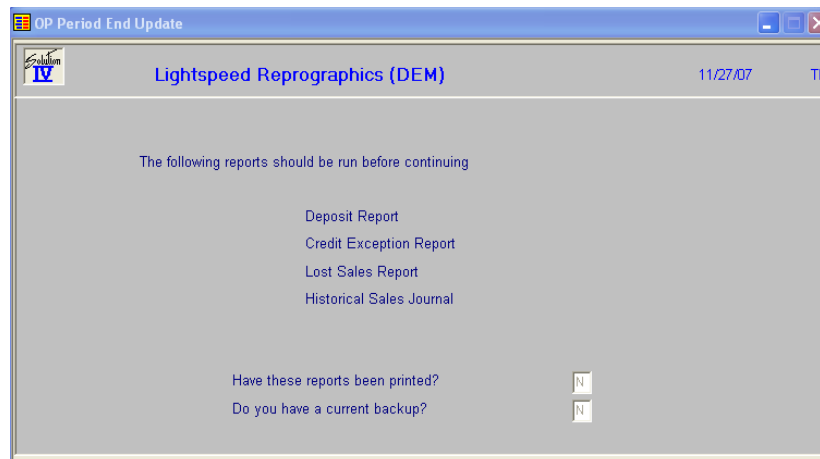 OP Period End Update
Solution
IV
Lightspeed Reprographics (DEM) 11/27/07
The following reports should be run before continuing
Deposit Report
Credit Exception Report
Lost Sales Report
Historical Sales Journal
Have these reports been printed? N
Do you have a current backup? N